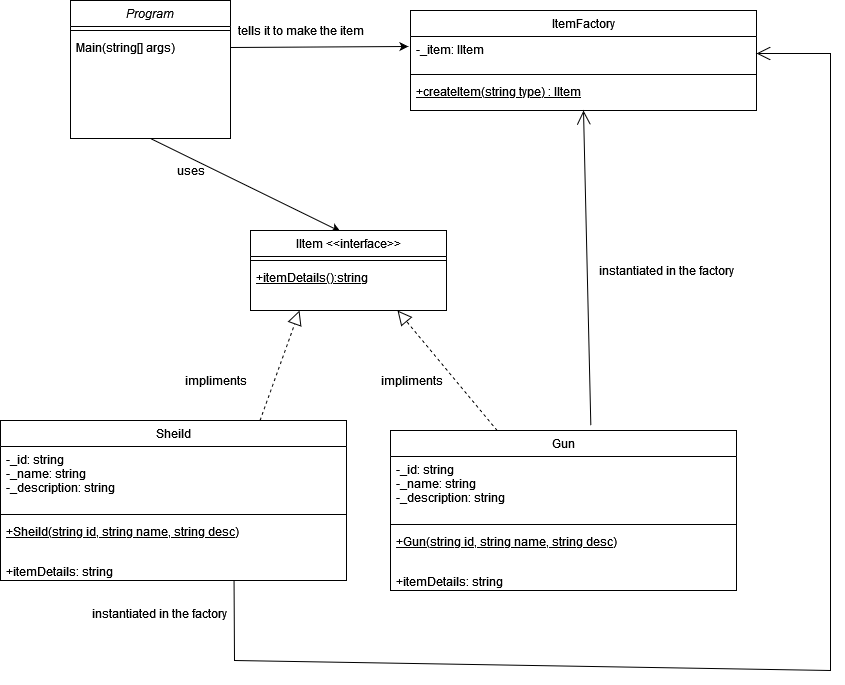 Program
Main(string[] args)
tells it to make the item
ItemFactory
-_item: IItem
+createItem(string type) : IItem
uses
IItem <<interface>>
+itemDetails():string
instantiated in the factory
impliments
impliments
Sheild
-_id: string
-_name: string
-_description: string
+Sheild(string id, string name, string desc)
+itemDetails: string
Gun
-_id: string
-_name: string
-_description: string
+Gun(string id, string name, string desc)
+itemDetails: string
instantiated in the factory